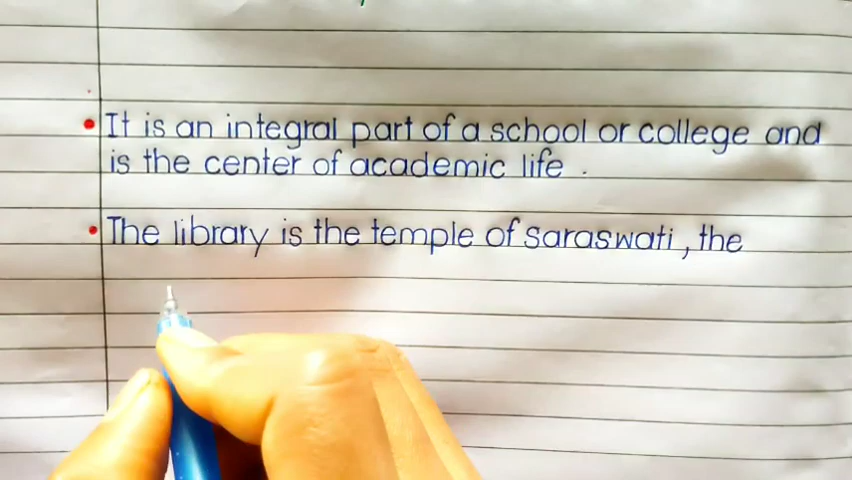 • It is an integral part of a school or college and
is the center of academic life .
• The library is the temple of saraswati, the